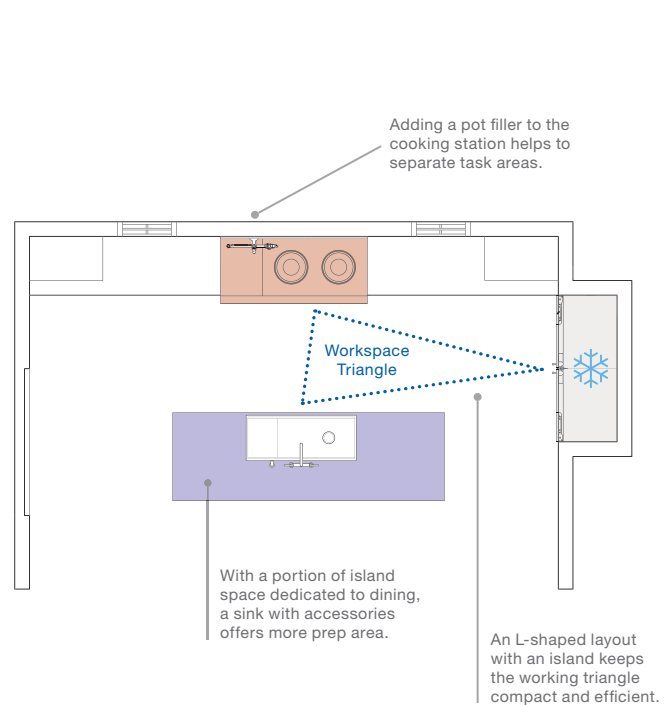 Adding a pot filler to the
cooking station helps to
separate task areas.
Workspace
Triangle
With a portion of island
space dedicated to dining,
a sink with accessories
offers more prep area.
An L-shaped layout
with an island keeps
the working triangle
compact and efficient.